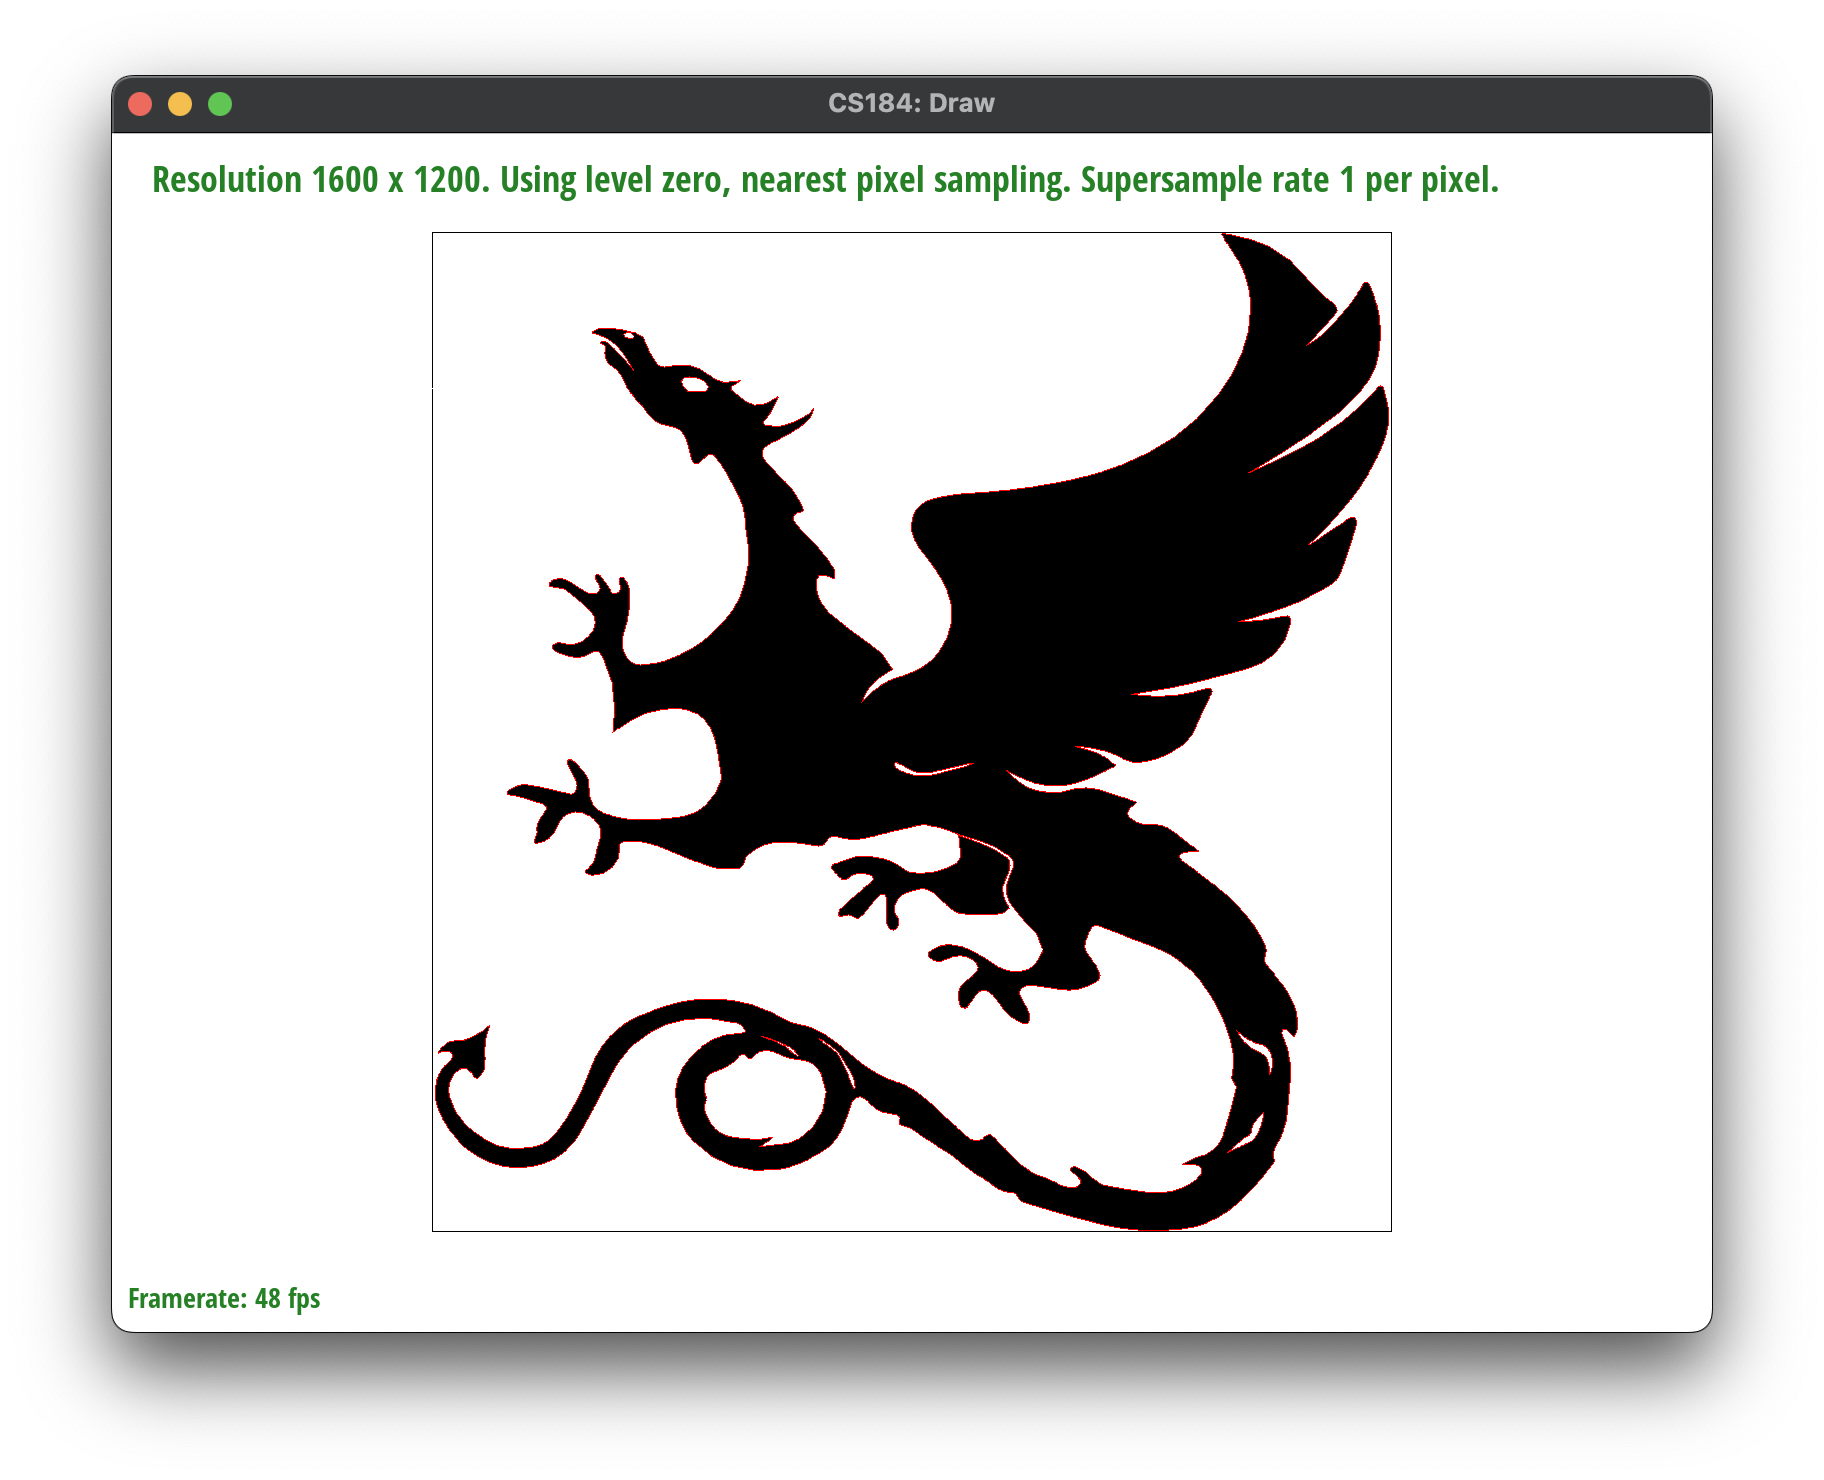 CS184: Draw
Resolution 1600 x 1200. Using level zero, nearest pixel sampling. Supersample rate 1 per pixel.
Framerate: 48 fps